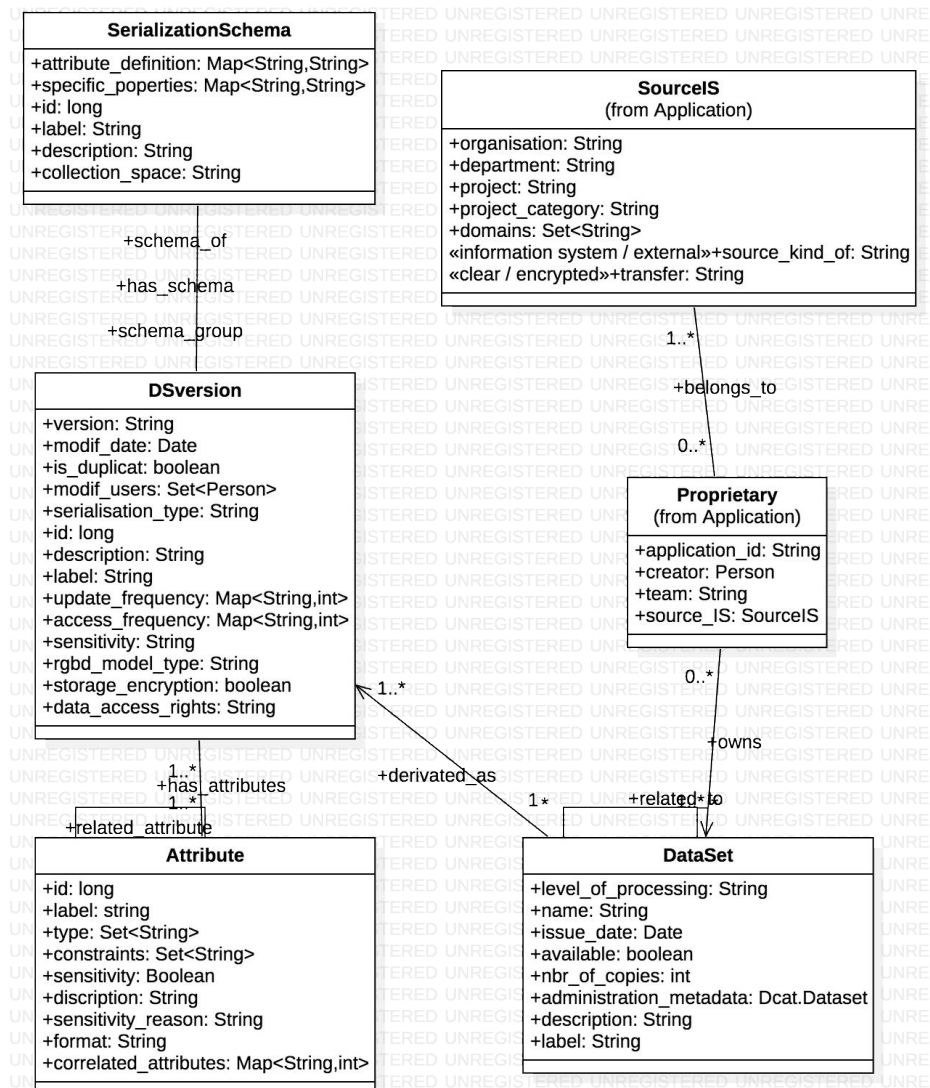 SerializationSchema
+attribute_definition: Map<String,String>
+specific_poperties: Map<String,String>
+id: long
+label: String
+description: String
+collection_space: String
SourceIS
(from Application)
+organisation: String
+department: String
+project: String
+project_category: String
+domains: Set<String>
«information system / external»+source_kind_of: String
«clear / encrypted»+transfer: String
+schema_of
+has_schema
+schema_group
1..*
+belongs_to
0..*
DSversion
+version: String
+modif_date: Date
+is_duplicat: boolean
+modif_users: Set<Person>
+serialisation_type: String
+id: long
+description: String
+label: String
+update_frequency: Map<String,int>
+access_frequency: Map<String,int>
+sensitivity: String
+rgbd_model_type: String
+storage_encryption: boolean
+data_access_rights: String
Proprietary
(from Application)
+application_id: String
+creator: Person
+team: String
+source_IS: SourceIS
0..*
+owns
1..*
+derivated_as
1
*
+related_to
1..*
+has_attributes
1..*
+related_attribute
Attribute
+id: long
+label: string
+type: Set<String>
+constraints: Set<String>
+sensitivity: Boolean
+discription: String
+sensitivity_reason: String
+format: String
+correlated_attributes: Map<String,int>
DataSet
+level_of_processing: String
+name: String
+issue_date: Date
+available: boolean
+nbr_of_copies: int
+administration_metadata: Dcat.Dataset
+description: String
+label: String